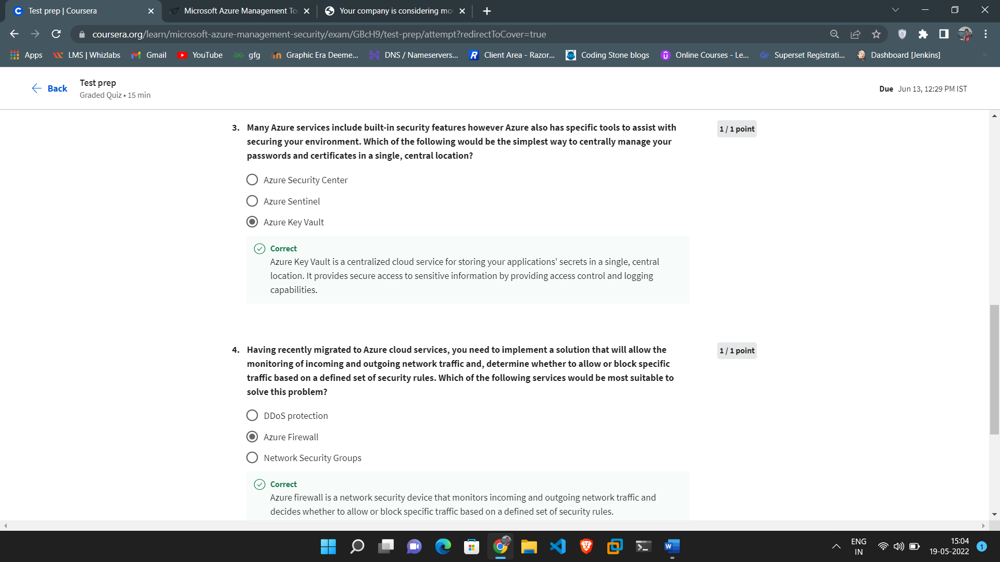 Test prep | Coursera
Microsoft Azure Management To
Your company is considering mo
coursera.org/learn/microsoft-azure-management-security/exam/GBcH9/test-prep/attempt?redirectToCover=true
Apps
LMS | Whizlabs
Gmail
YouTube
gfg
Graphic Era Deeme...
DNS / Nameservers...
Client Area - Razor...
Coding Stone blogs
Online Courses - Le...
Superset Registrati...
Dashboard [Jenkins]
Back
Test prep
Graded Quiz • 15 min
Due Jun 13, 12:29 PM IST
3. Many Azure services include built-in security features however Azure also has specific tools to assist with
securing your environment. Which of the following would be the simplest way to centrally manage your
passwords and certificates in a single, central location?
1 / 1 point
Azure Security Center
Azure Sentinel
Azure Key Vault
Correct
Azure Key Vault is a centralized cloud service for storing your applications' secrets in a single, central
location. It provides secure access to sensitive information by providing access control and logging
capabilities.
4. Having recently migrated to Azure cloud services, you need to implement a solution that will allow the
monitoring of incoming and outgoing network traffic and, determine whether to allow or block specific
traffic based on a defined set of security rules. Which of the following services would be most suitable to
solve this problem?
1 / 1 point
DDoS protection
Azure Firewall
Network Security Groups
Correct
Azure firewall is a network security device that monitors incoming and outgoing network traffic and
decides whether to allow or block specific traffic based on a defined set of security rules.
ENG
IN
15:04
19-05-2022
1